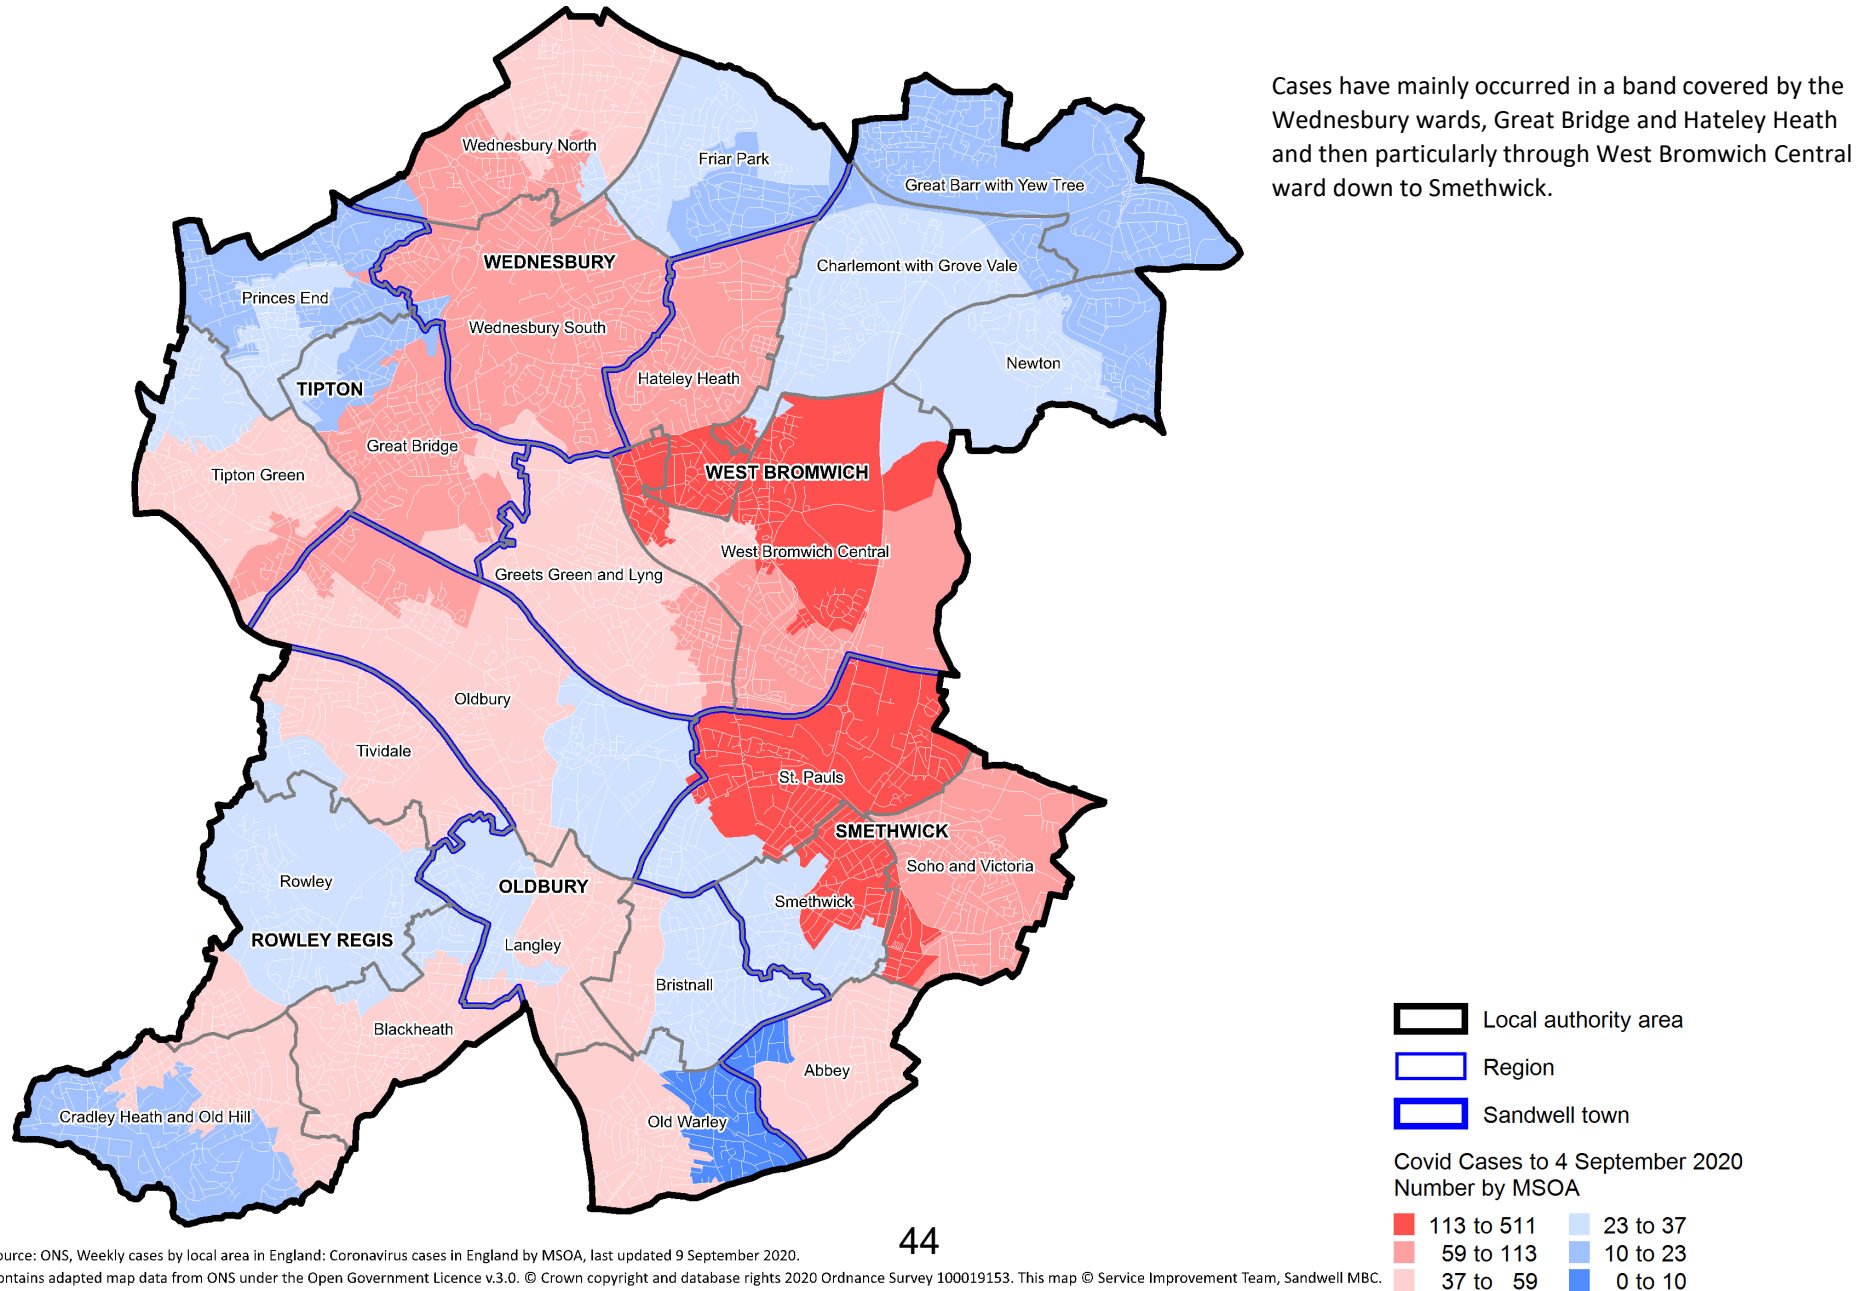 Cases have mainly occurred in a band covered by the
Wednesbury wards, Great Bridge and Hateley Heath
and then particularly through West Bromwich Central
ward down to Smethwick.
Wednesbury North
Friar Park
Great Barr with Yew Tree
WEDNESBURY
Charlemont with Grove Vale
Princes End
Wednesbury South
Newton
Hateley Heath
TIPTON
Great Bridge
Tipton Green
WEST BROMWICH
West Bromwich Central
Greets Green and Lyng
Oldbury
Tividale
St. Pauls
SMETHWICK
Soho and Victoria
Rowley
OLDBURY
Smethwick
ROWLEY REGIS
Langley
Bristnall
Blackheath
Abbey
Cradley Heath and Old Hill
Old Warley
Local authority area
Region
Sandwell town
Covid Cases to 4 September 2020
Number by MSOA
113 to 511 23 to 37
59 to 113 10 to 23
37 to 59 0 to 10
44
ource: ONS, Weekly cases by local area in England: Coronavirus cases in England by MSOA, last updated 9 September 2020.
ontains adapted map data from ONS under the Open Government Licence v.3.0. © Crown copyright and database rights 2020 Ordnance Survey 100019153. This map © Service Improvement Team, Sandwell MBC.